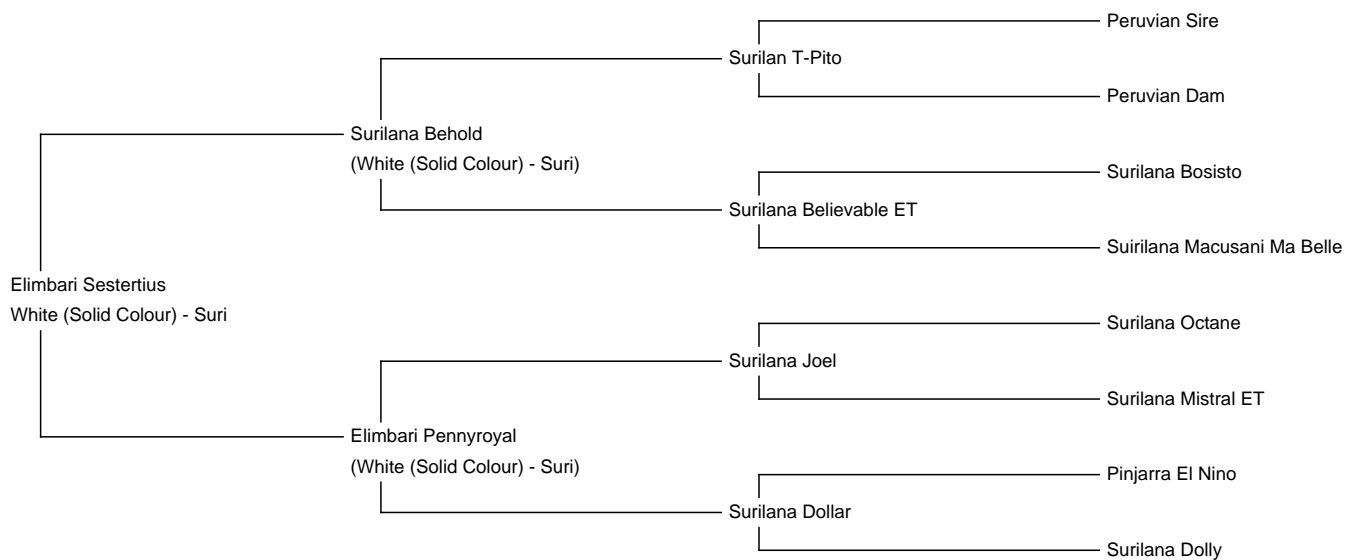 Peruvian Sire
Surilan T-Pito
Peruvian Dam
Surilana Behold
(White (Solid Colour) - Suri)
Surilana Bosisto
Surilana Believable ET
Suirilana Macusani Ma Belle
Elimbari Sestertius
White (Solid Colour) - Suri
Surilana Octane
Surilana Joel
Surilana Mistral ET
Elimbari Pennyroyal
(White (Solid Colour) - Suri)
Pinjarra El Nino
Surilana Dollar
Surilana Dolly